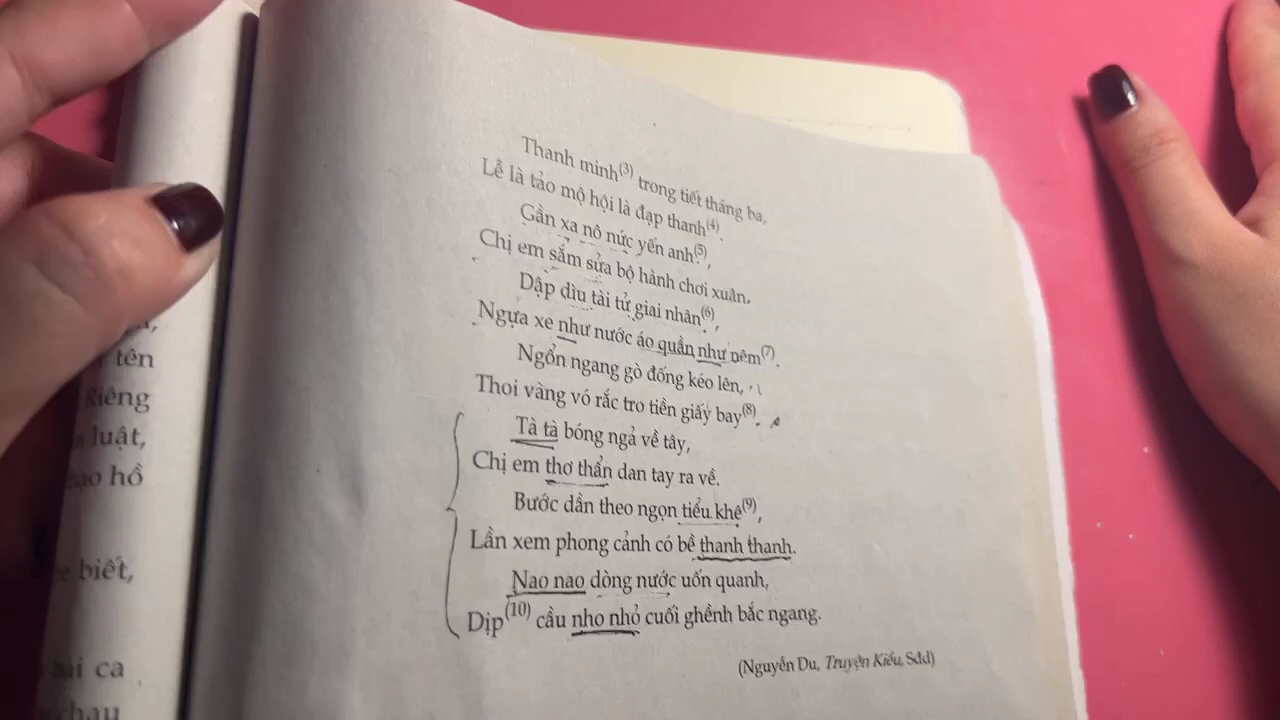 tên
Riêng
luật,
hồ
biết,
ca
Thanh minh(3) trong tiết tháng ba,
Lễ là tảo mộ hội là đạp thanh(4).
Gần xa nô nức yến anh(5),
Chị em sắm sửa bộ hành chơi xuân.
Dập dìu tài tử giai nhân(6),
Ngựa xe như nước áo quần như nêm(7).
Ngổn ngang gò đống kéo lên,
Thoi vàng vó rắc tro tiền giấy bay(8).
Tà tà bóng ngả về tây,
Chị em thơ thẩn dan tay ra về.
Bước dần theo ngọn tiểu khê(9),
Lần xem phong cảnh có bề thanh thanh.
Nao nao dòng nước uốn quanh,
Dịp(10) cầu nho nhỏ cuối ghềnh bắc ngang.
(Nguyễn Du, Truyện Kiều, Sđd)